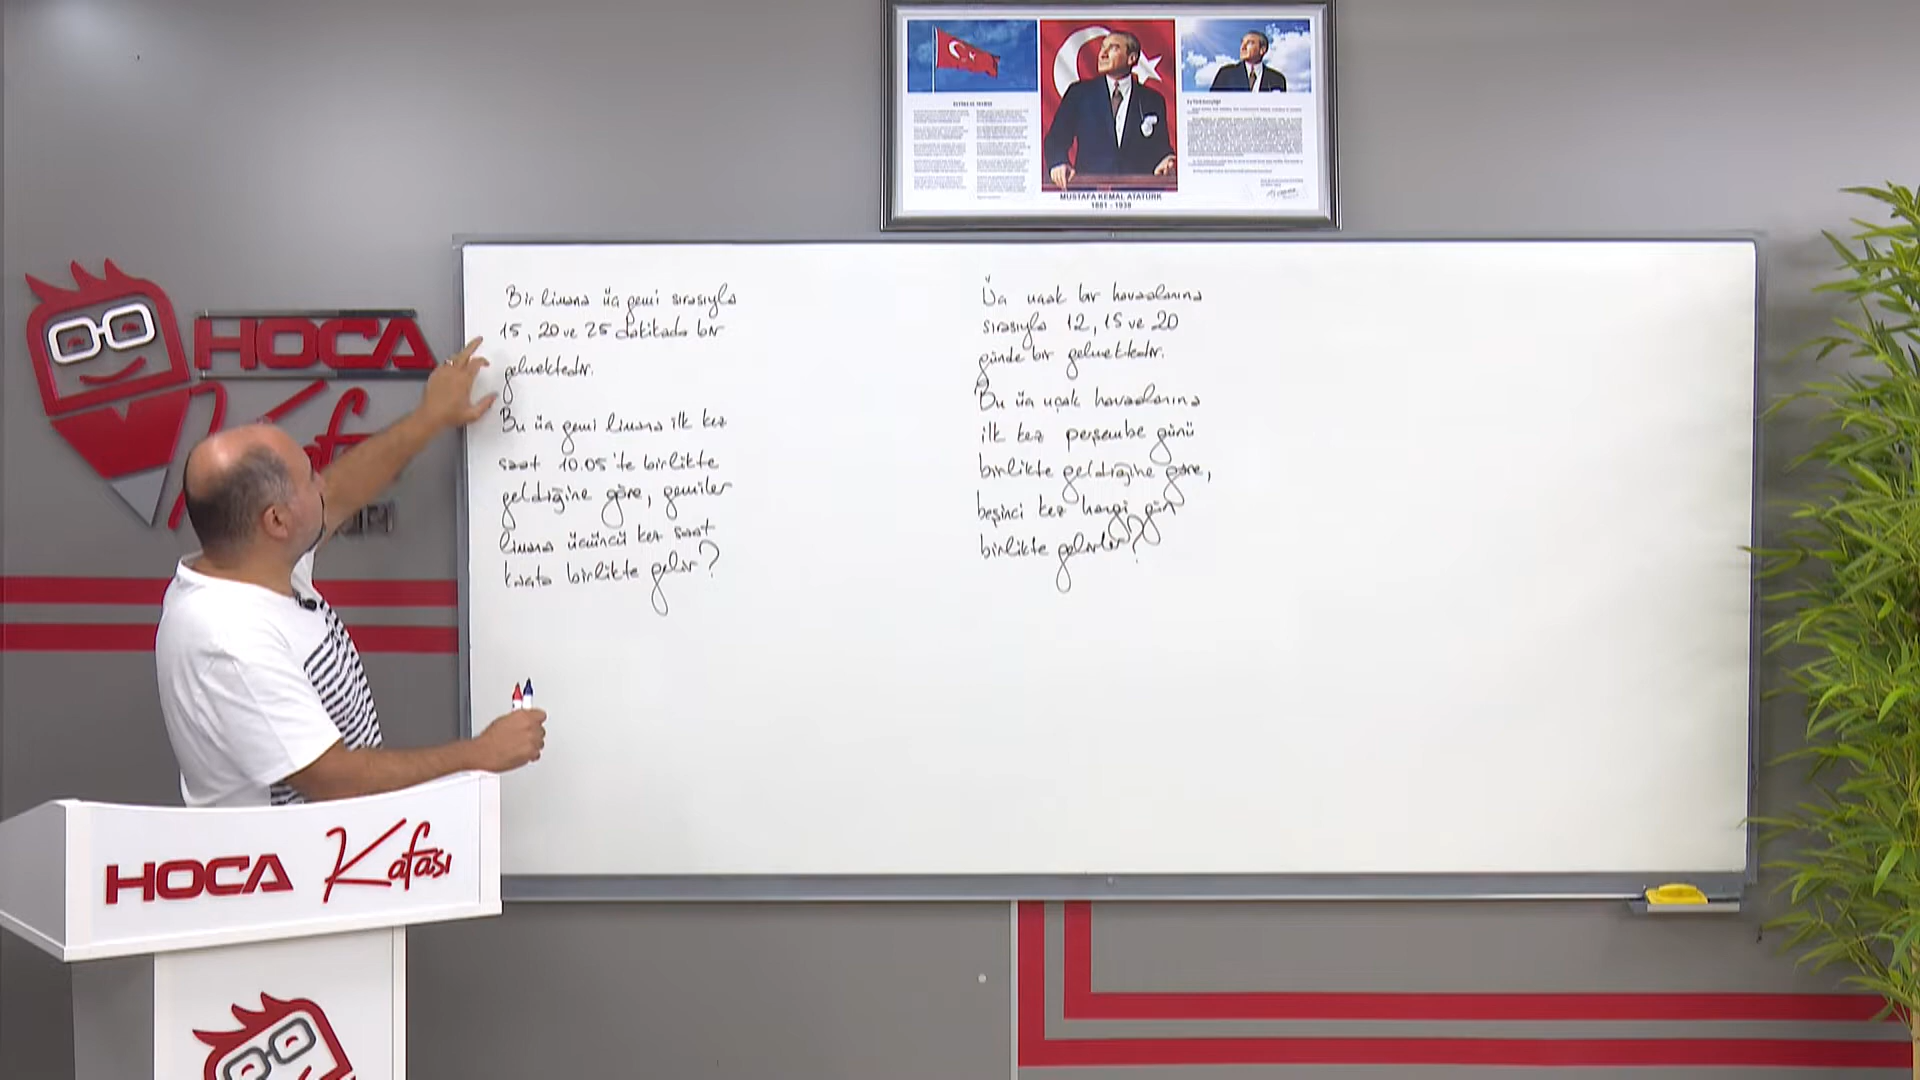 MUSTAFA KEMAL ATATÜRK
1881 - 1938
HOCA
Bir limana üç gemi sırasıyla
15, 20 ve 25 dakikada bir
gelmektedir.
Bu üç gemi limana ilk kez
saat 10.05'te birlikte
geldiğine göre, gemiler
limana üçüncü kez saat
kaçta birlikte gelir?
Üç uçak bir havaalanına
sırasıyla 12, 15 ve 20
günde bir gelmektedir.
Bu üç uçak havaalanına
ilk kez perşembe günü
birlikte geldiğine göre,
beşinci kez hangi gün
birlikte gelirler?
HOCA Kafası